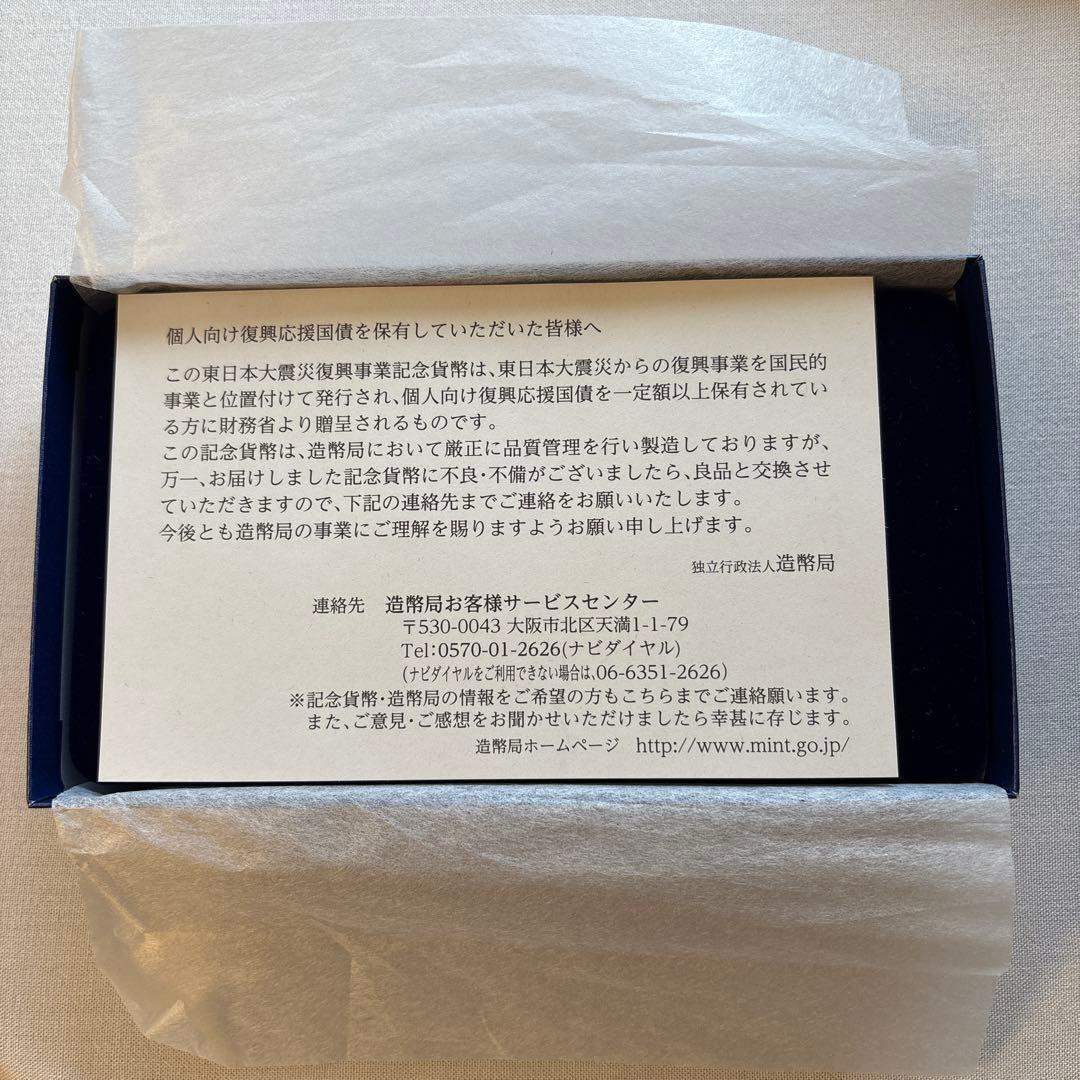 個人向け復興応援国債を保有していただいた皆様へ
この東日本大震災復興事業記念貨幣は、東日本大震災からの復興事業を国民的
事業と位置付けて発行され、個人向け復興応援国債を一定額以上保有されてい
る方に財務省より贈呈されるものです。
この記念貨幣は、造幣局において厳正に品質管理を行い製造しておりますが、
万一、お届けしました記念貨幣に不良・不備がございましたら、良品と交換させ
ていただきますので、下記の連絡先までご連絡をお願いいたします。
今後とも造幣局の事業にご理解を賜りますようお願い申し上げます。
独立行政法人造幣局
連絡先 造幣局お客様サービスセンター
〒530-0043 大阪市北区天満1-1-79
Tel:0570-01-2626(ナビダイヤル)
(ナビダイヤルをご利用できない場合は、06-6351-2626)
※記念貨幣・造幣局の情報をご希望の方もこちらまでご連絡願います。
また、ご意見・ご感想をお聞かせいただけましたら幸甚に存じます。
造幣局ホームページ http://www.mint.go.jp/